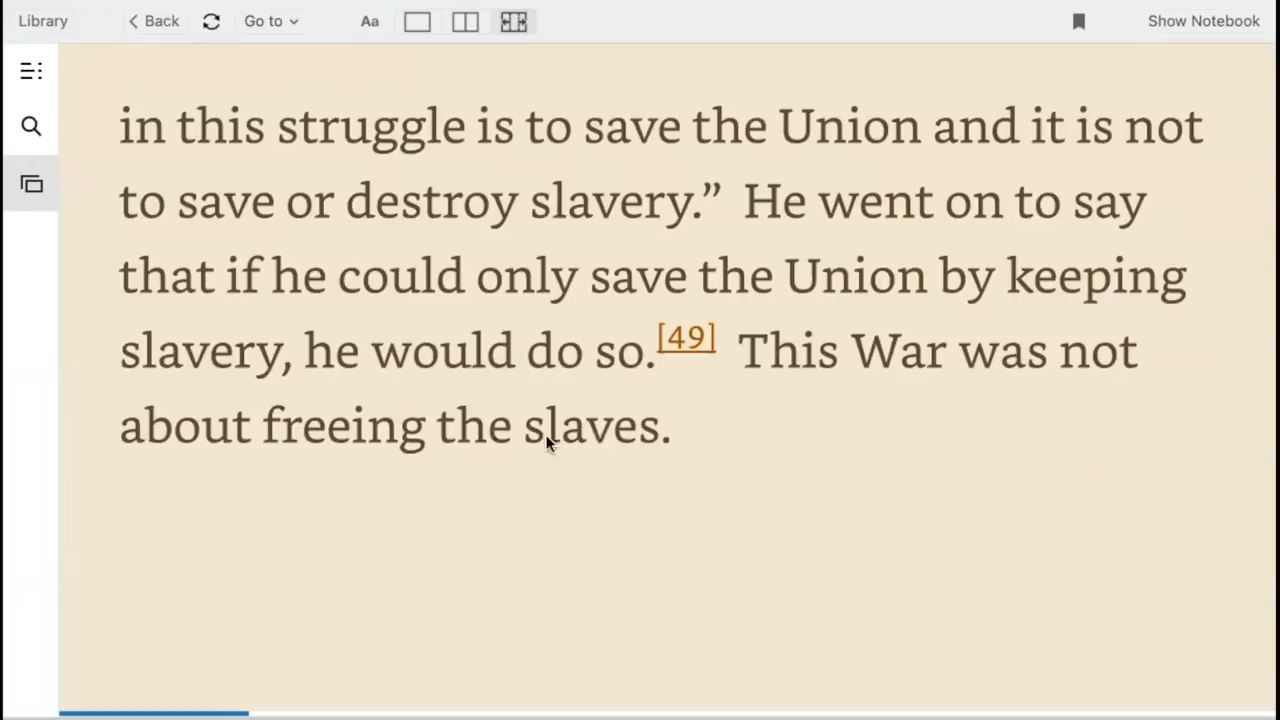 Library
Back
Go to
Aa
Show Notebook
in this struggle is to save the Union and it is not
to save or destroy slavery.”  He went on to say
that if he could only save the Union by keeping
slavery, he would do so.[49]  This War was not
about freeing the slaves.